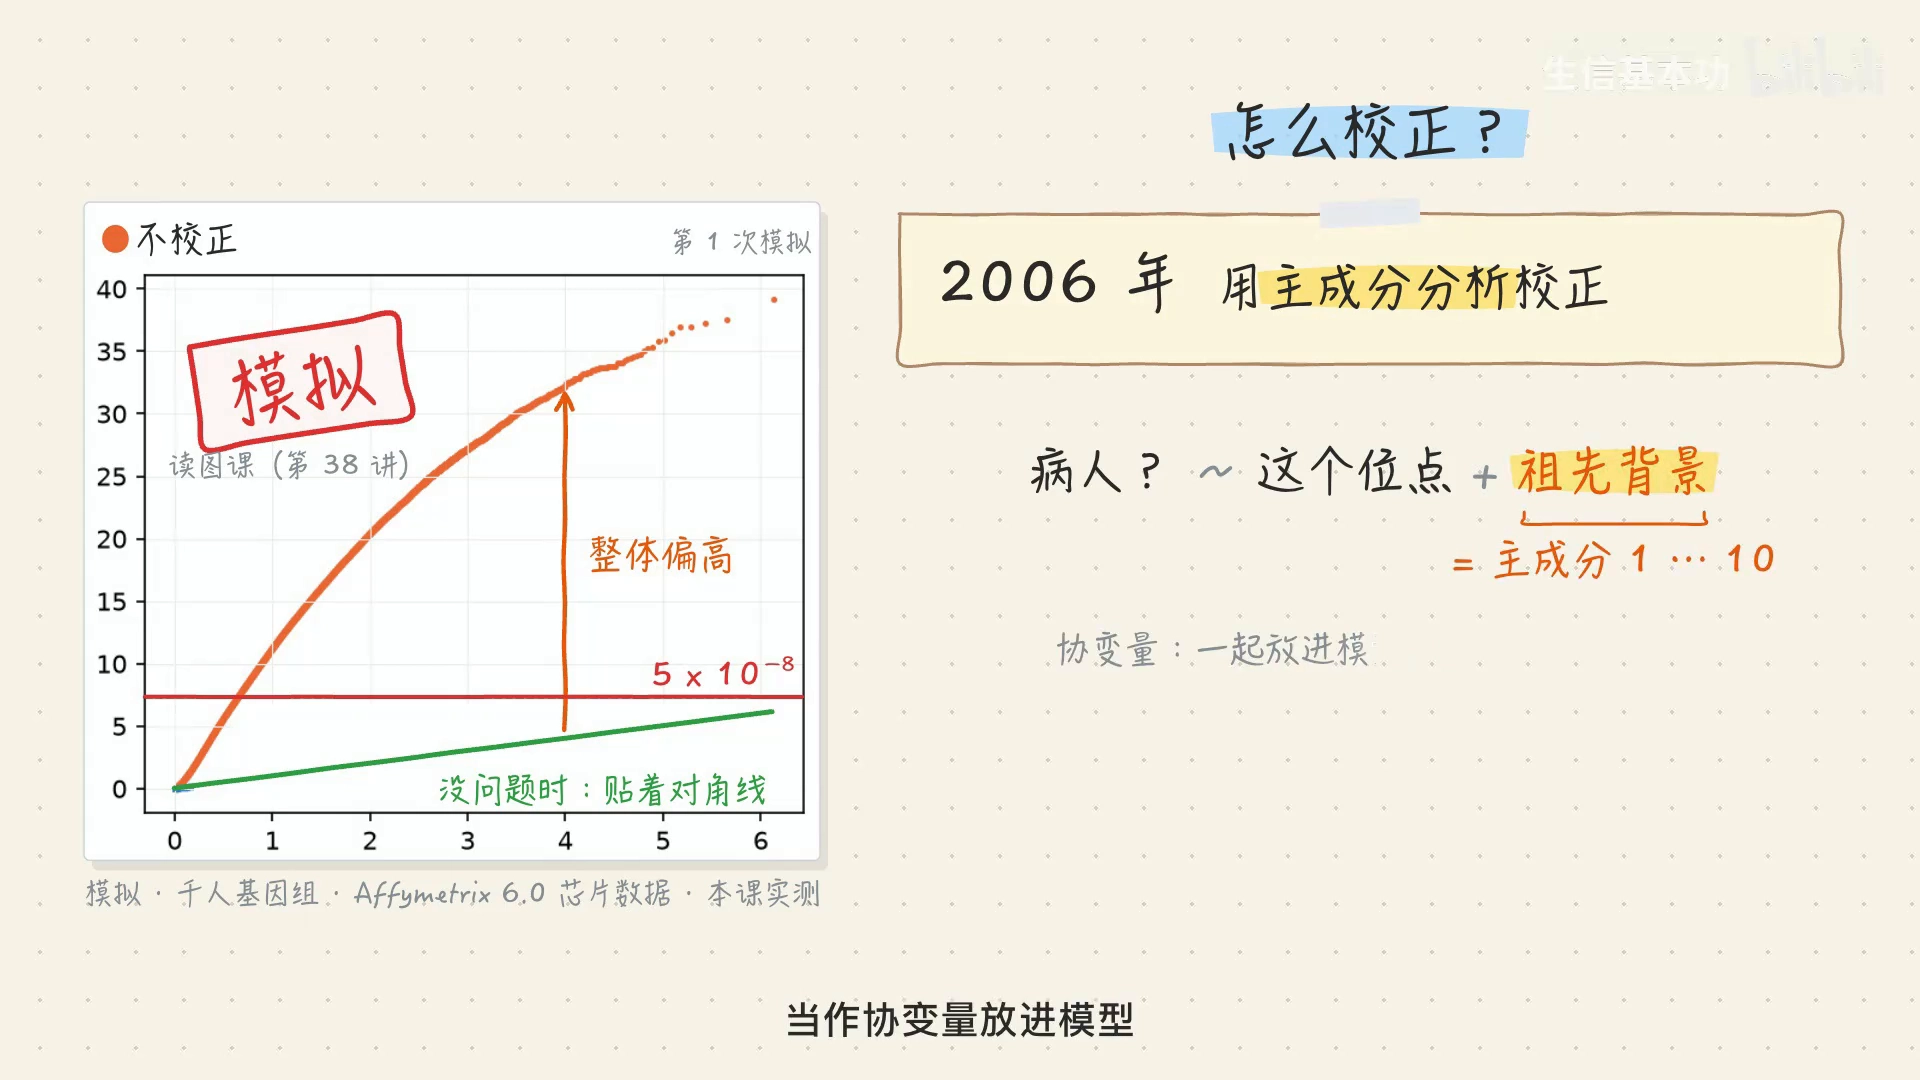 生信基本功
怎么校正？
不校正
第 1 次模拟
40
35
30
25
20
15
10
5
0
模拟
读图课（第 38 讲）
整体偏高
5 x 10⁻⁸
没问题时：贴着对角线
0 1 2 3 4 5 6
模拟 · 千人基因组 · Affymetrix 6.0 芯片数据 · 本课实测
2006 年 用主成分分析校正
病人？ ~ 这个位点 + 祖先背景
= 主成分 1 … 10
协变量：一起放进模
当作协变量放进模型